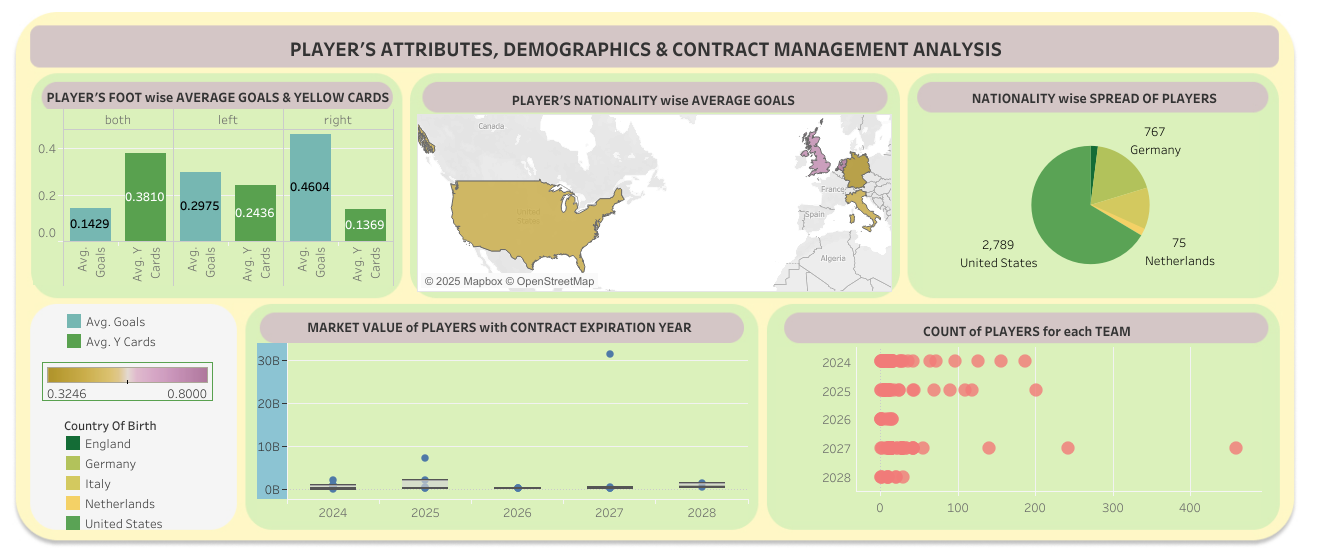 PLAYER'S ATTRIBUTES, DEMOGRAPHICS & CONTRACT MANAGEMENT ANALYSIS
PLAYER'S FOOT wise AVERAGE GOALS & YELLOW CARDS
both left right
0.4
0.2
0.0
0.1429
0.3810
0.2975
0.2436
0.4604
0.1369
Avg. Goals
Avg. Y Cards
Avg. Goals
Avg. Y Cards
Avg. Goals
Avg. Y Cards
PLAYER'S NATIONALITY wise AVERAGE GOALS
Canada
United States
France
Spain
Algeria
© 2025 Mapbox © OpenStreetMap
NATIONALITY wise SPREAD OF PLAYERS
767
Germany
2,789
United States
75
Netherlands
Avg. Goals
Avg. Y Cards
0.3246 0.8000
Country Of Birth
England
Germany
Italy
Netherlands
United States
MARKET VALUE of PLAYERS with CONTRACT EXPIRATION YEAR
30B
20B
10B
0B
2024 2025 2026 2027 2028
COUNT of PLAYERS for each TEAM
2024
2025
2026
2027
2028
0 100 200 300 400